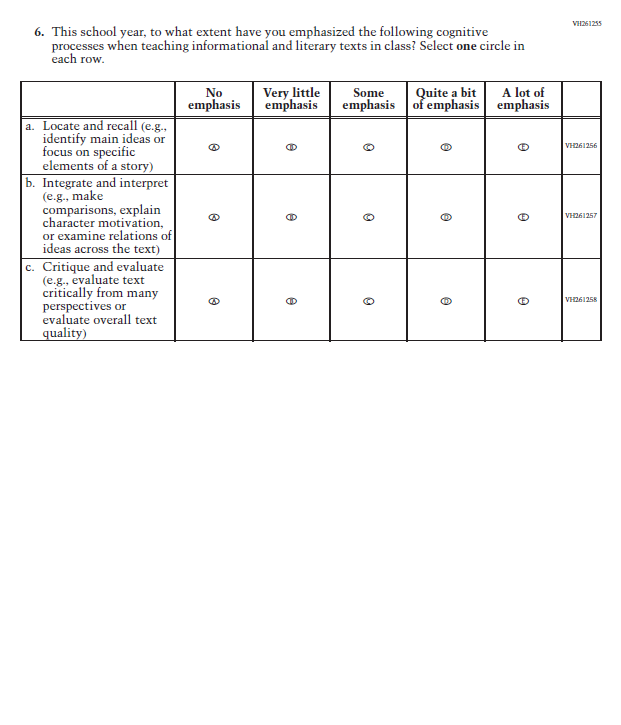 VH261255
6. This school year, to what extent have you emphasized the following cognitive
processes when teaching informational and literary texts in class? Select one circle in
each row.
No
emphasis
Very little
emphasis
Some
emphasis
Quite a bit
of emphasis
A lot of
emphasis
a. Locate and recall (e.g.,
identify main ideas or
focus on specific
elements of a story)
A B C D E VH261256
b. Integrate and interpret
(e.g., make
comparisons, explain
character motivation,
or examine relations of
ideas across the text)
A B C D E VH261257
c. Critique and evaluate
(e.g., evaluate text
critically from many
perspectives or
evaluate overall text
quality)
A B C D E VH261258